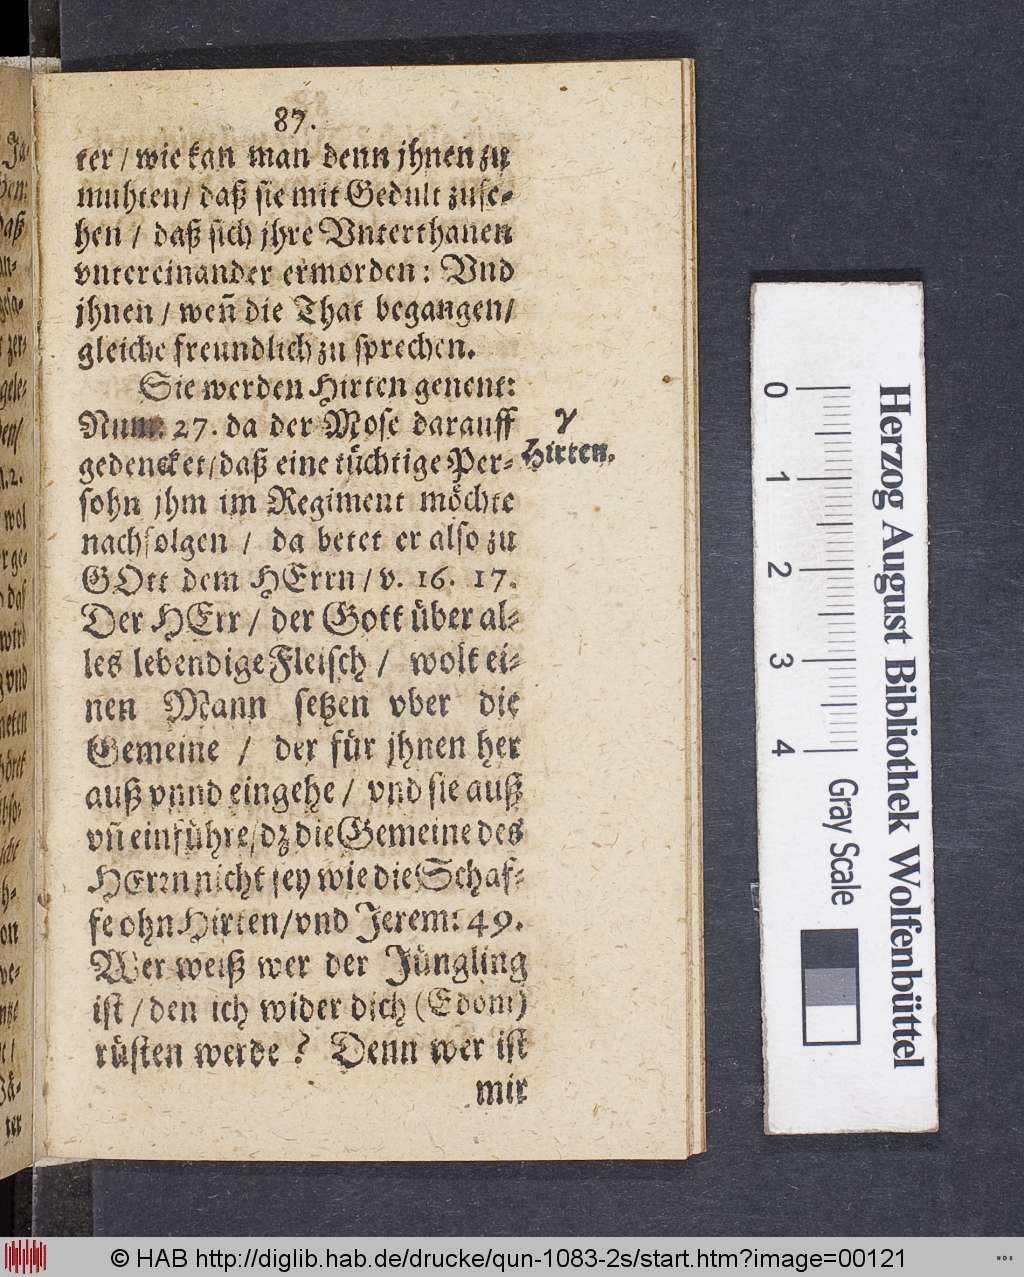 87.
ter / wie kan man denn jhnen zu
muhten / daß sie mit Gedult zuse-
hen / daß sich jhre Vnterthanen
vntereinander ermorden: Vnd
jhnen / weñ die That begangen /
gleiche freundlich zu sprechen.
Sie werden Hirten genent:
Num. 27. da der Mose darauff
gedencket / daß eine tüchtige Per-
sohn jhm im Regiment möchte
nachfolgen / da betet er also zu
GOtt dem HErrn / v. 16. 17.
Der HErr / der Gott über al-
les lebendige Fleisch / wolt ei-
nen Mann setzen vber die
Gemeine / der für jhnen her
auß vnnd eingehe / vnd sie auß
vñ einführe / dz die Gemeine des
HErrn nicht sey wie die Schaf-
fe ohn Hirten / vnd Jerem: 49.
Wer weiß wer der Jüngling
ist / den ich wider dich (Edom)
rüsten werde ? Denn wer ist
mir
γ
Hirten.
Herzog August Bibliothek Wolfenbüttel
0 1 2 3 4
Gray Scale
© HAB http://diglib.hab.de/drucke/qun-1083-2s/start.htm?image=00121